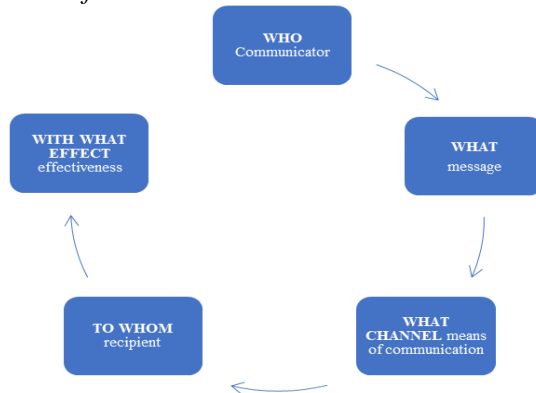 WHO
Communicator
WHAT
message
WHAT
CHANNEL means
of communication
TO WHOM
recipient
WITH WHAT
EFFECT
effectiveness